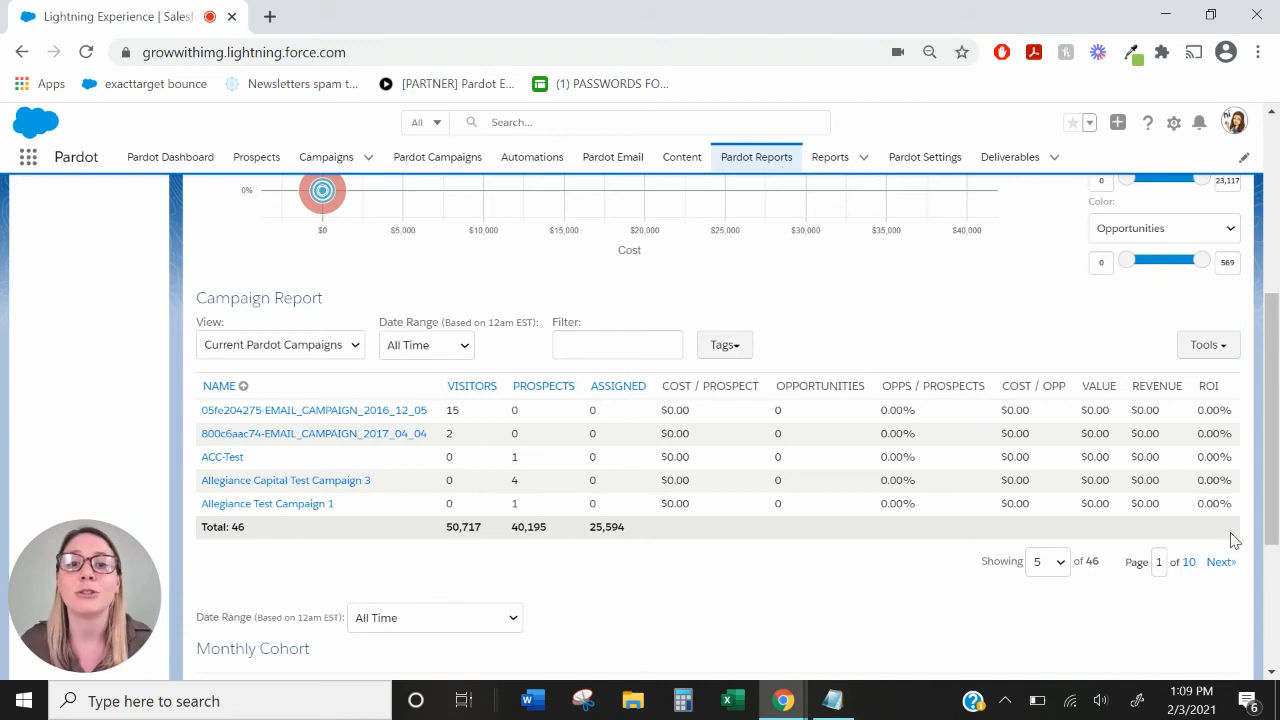 Lightning Experience | Salesf
growwithimg.lightning.force.com
Apps exacttarget bounce Newsletters spam t... [PARTNER] Pardot E... (1) PASSWORDS FO...
All Search...
Pardot Pardot Dashboard Prospects Campaigns Pardot Campaigns Automations Pardot Email Content Pardot Reports Reports Pardot Settings Deliverables
0% 0 23,117
Color:
$0 $5,000 $10,000 $15,000 $20,000 $25,000 $30,000 $35,000 $40,000 Opportunities
Cost
0 569
Campaign Report
View: Date Range (Based on 12am EST): Filter:
Current Pardot Campaigns All Time Tags Tools
NAME VISITORS PROSPECTS ASSIGNED COST / PROSPECT OPPORTUNITIES OPPS / PROSPECTS COST / OPP VALUE REVENUE ROI
05fe204275-EMAIL_CAMPAIGN_2016_12_05 15 0 0 $0.00 0 0.00% $0.00 $0.00 $0.00 0.00%
800c6aac74-EMAIL_CAMPAIGN_2017_04_04 2 0 0 $0.00 0 0.00% $0.00 $0.00 $0.00 0.00%
ACC-Test 0 1 0 $0.00 0 0.00% $0.00 $0.00 $0.00 0.00%
Allegiance Capital Test Campaign 3 0 4 0 $0.00 0 0.00% $0.00 $0.00 $0.00 0.00%
Allegiance Test Campaign 1 0 1 0 $0.00 0 0.00% $0.00 $0.00 $0.00 0.00%
Total: 46 50,717 40,195 25,594
Showing 5 of 46 Page 1 of 10 Next»
Date Range (Based on 12am EST): All Time
Monthly Cohort
Type here to search
1:09 PM
2/3/2021
6